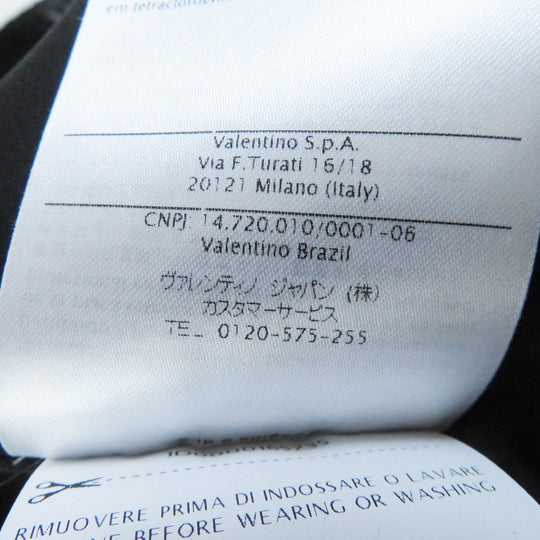 Valentino S.p.A.
Via F.Turati 16/18
20121 Milano (Italy)
CNPJ 14.720.010/0001-06
Valentino Brazil
ヴァレンティノ ジャパン (株)
カスタマーサービス
TEL 0120-575-255
RIMUOVERE PRIMA DI INDOSSARE O LAVARE
BEFORE WEARING OR WASHING